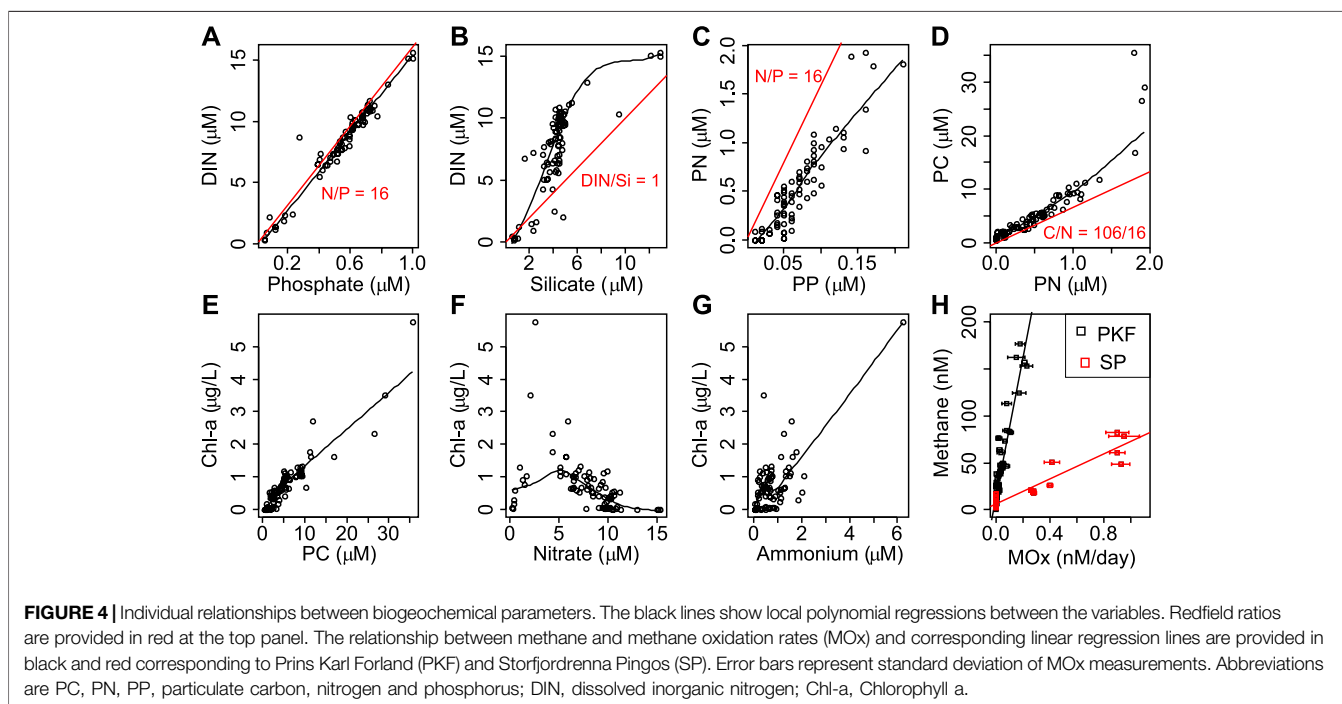 A
DIN (μM)
15
10
5
0
N/P = 16
0.2 0.6 1.0
Phosphate (μM)
B
DIN (μM)
15
10
5
0
DIN/Si = 1
2 4 6 10
Silicate (μM)
C
PN (μM)
2.0
1.5
1.0
0.5
0.0
N/P = 16
0.00 0.05 0.15
PP (μM)
D
PC (μM)
30
20
10
0
C/N = 106/16
0.0 1.0 2.0
PN (μM)
E
Chl-a (μg/L)
5
4
3
2
1
0
0 10 20 30
PC (μM)
F
Chl-a (μg/L)
5
4
3
2
1
0
0 5 10 15
Nitrate (μM)
G
Chl-a (μg/L)
5
4
3
2
1
0
0 1 2 3 4 5 6
Ammonium (μM)
H
Methane (nM)
200
150
100
50
0
PKF
SP
0.0 0.4 0.8
MOx (nM/day)
FIGURE 4 | Individual relationships between biogeochemical parameters. The black lines show local polynomial regressions between the variables. Redfield ratios
are provided in red at the top panel. The relationship between methane and methane oxidation rates (MOx) and corresponding linear regression lines are provided in
black and red corresponding to Prins Karl Forland (PKF) and Storfjordrenna Pingos (SP). Error bars represent standard deviation of MOx measurements. Abbreviations
are PC, PN, PP, particulate carbon, nitrogen and phosphorus; DIN, dissolved inorganic nitrogen; Chl-a, Chlorophyll a.